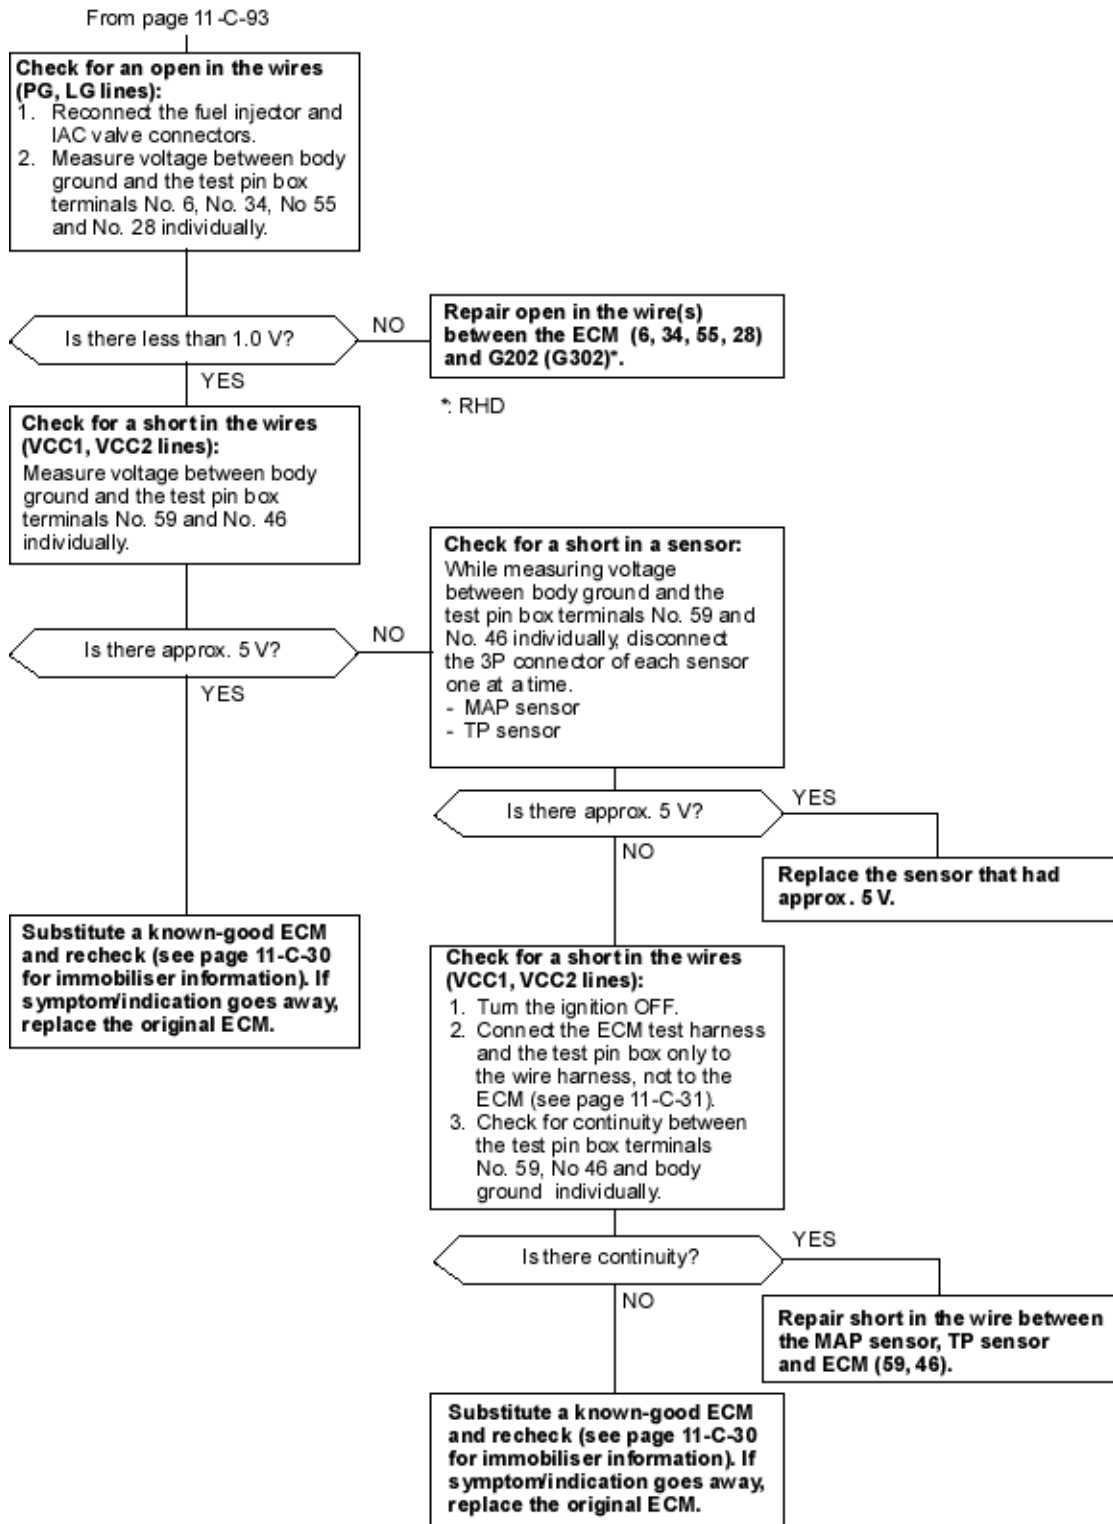 From page 11-C-93
Check for an open in the wires
(PG, LG lines):
1. Reconnect the fuel injector and
IAC valve connectors.
2. Measure voltage between body
ground and the test pin box
terminals No. 6, No. 34, No 55
and No. 28 individually.
Is there less than 1.0 V?
NO
Repair open in the wire(s)
between the ECM (6, 34, 55, 28)
and G202 (G302)*.
*: RHD
YES
Check for a short in the wires
(VCC1, VCC2 lines):
Measure voltage between body
ground and the test pin box
terminals No. 59 and No. 46
individually.
Is there approx. 5 V?
NO
Check for a short in a sensor:
While measuring voltage
between body ground and the
test pin box terminals No. 59 and
No. 46 individually, disconnect
the 3P connector of each sensor
one at a time.
- MAP sensor
- TP sensor
YES
Is there approx. 5 V?
YES
Replace the sensor that had
approx. 5 V.
NO
Substitute a known-good ECM
and recheck (see page 11-C-30
for immobiliser information). If
symptom/indication goes away,
replace the original ECM.
Check for a short in the wires
(VCC1, VCC2 lines):
1. Turn the ignition OFF.
2. Connect the ECM test harness
and the test pin box only to
the wire harness, not to the
ECM (see page 11-C-31).
3. Check for continuity between
the test pin box terminals
No. 59, No 46 and body
ground individually.
Is there continuity?
YES
Repair short in the wire between
the MAP sensor, TP sensor
and ECM (59, 46).
NO
Substitute a known-good ECM
and recheck (see page 11-C-30
for immobiliser information). If
symptom/indication goes away,
replace the original ECM.